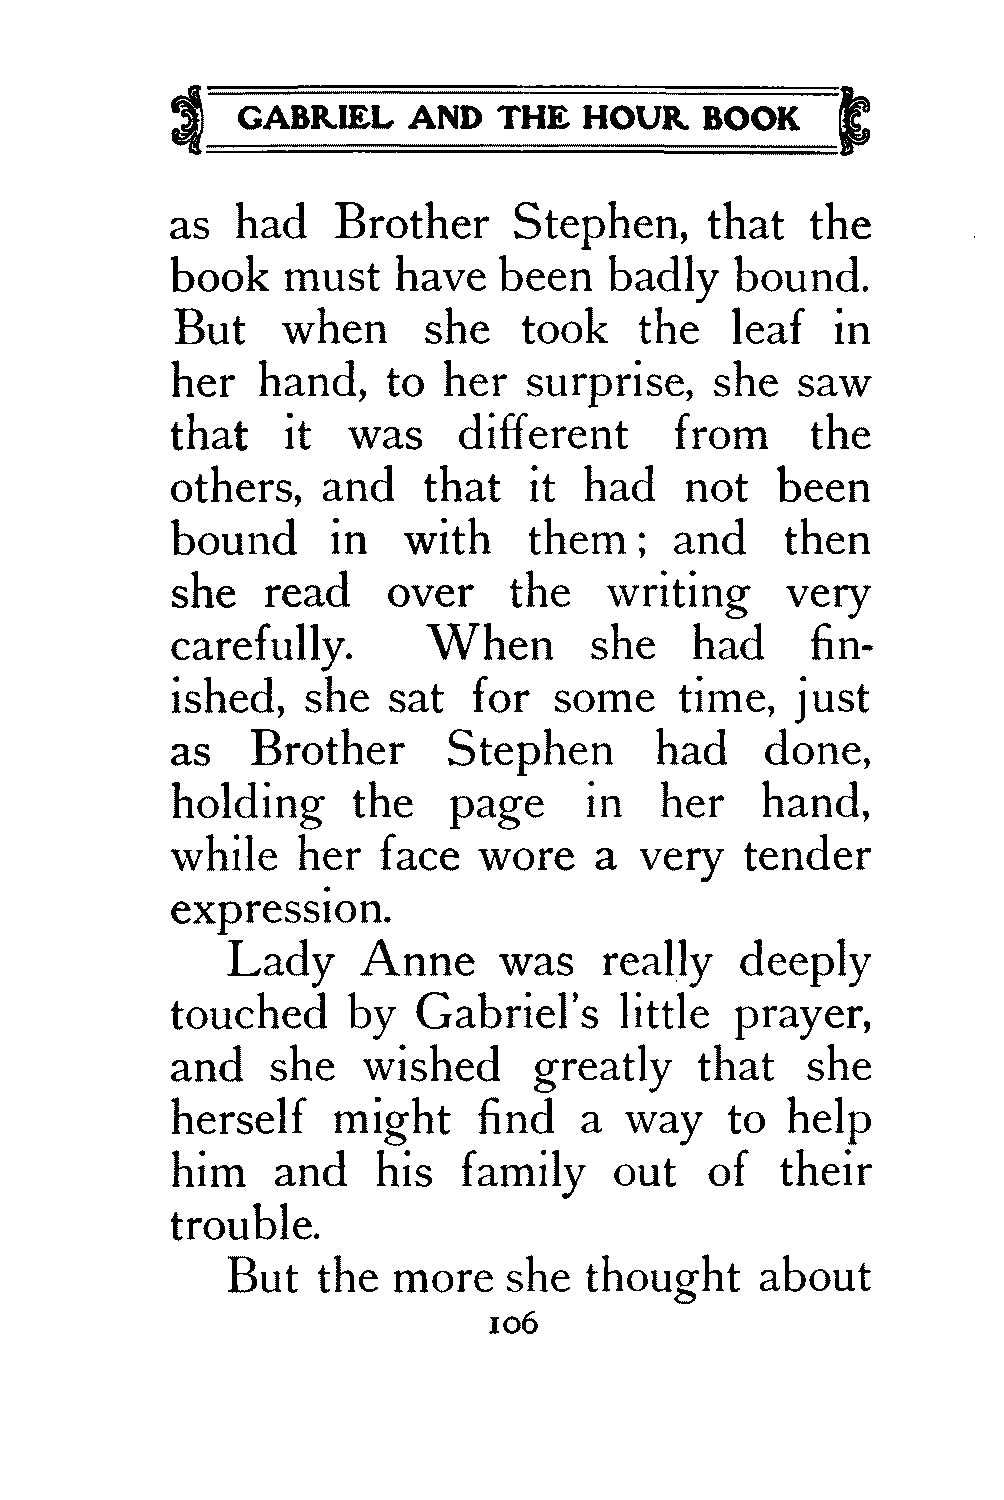 GABRIEL AND THE HOUR BOOK
as had Brother Stephen, that the
book must have been badly bound.
But when she took the leaf in
her hand, to her surprise, she saw
that it was different from the
others, and that it had not been
bound in with them; and then
she read over the writing very
carefully. When she had fin-
ished, she sat for some time, just
as Brother Stephen had done,
holding the page in her hand,
while her face wore a very tender
expression.
Lady Anne was really deeply
touched by Gabriel's little prayer,
and she wished greatly that she
herself might find a way to help
him and his family out of their
trouble.
But the more she thought about
106